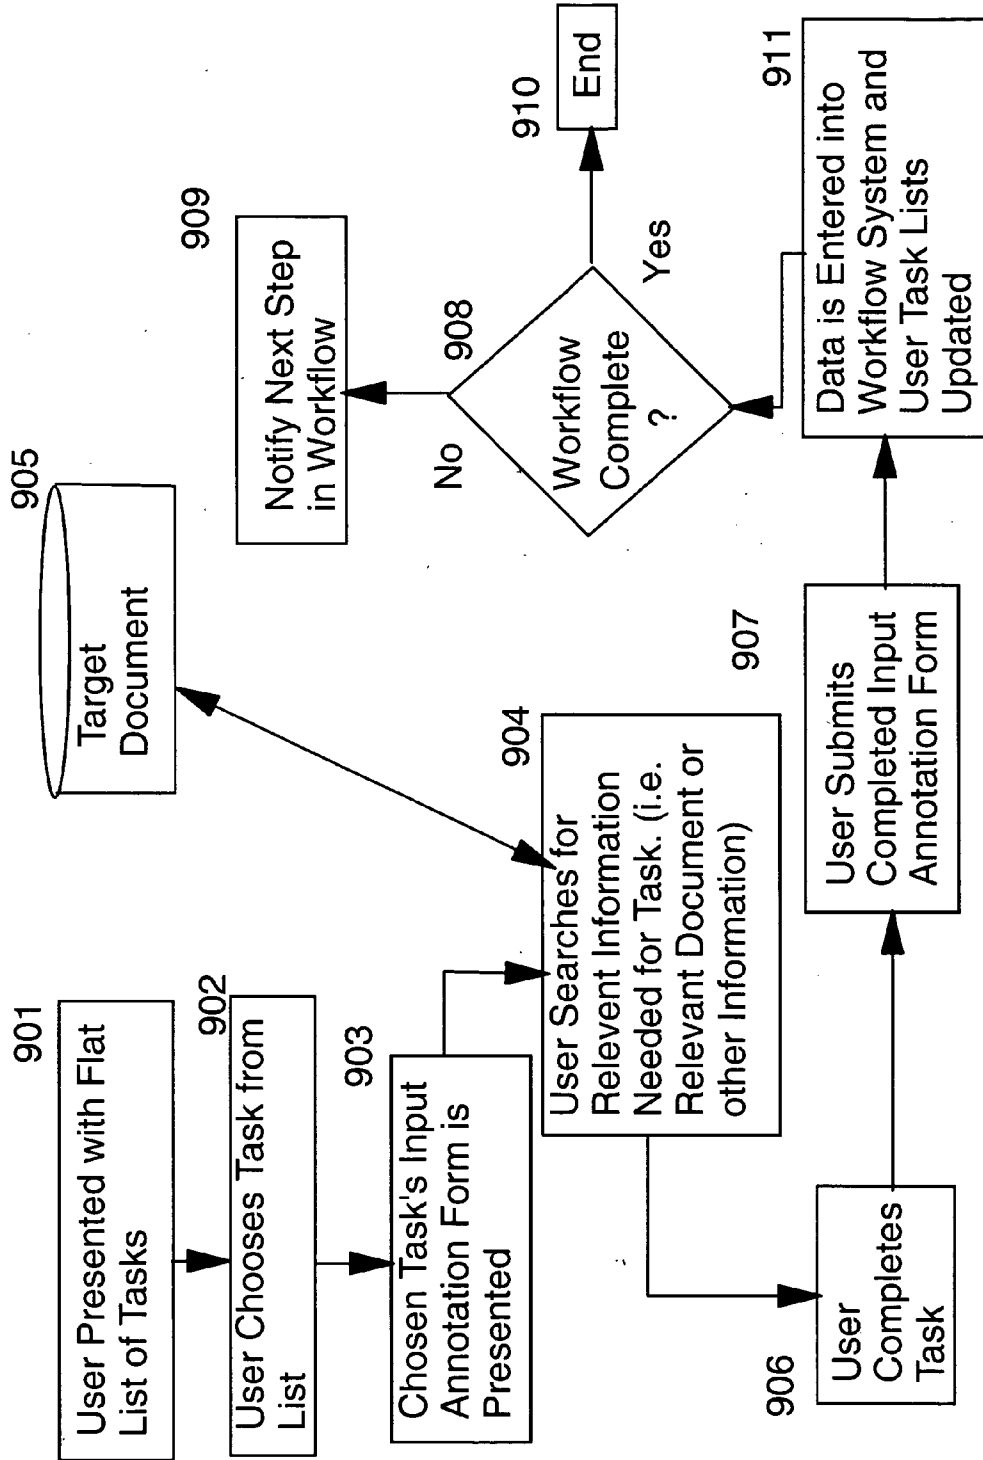 901
User Presented with Flat
List of Tasks
902
User Chooses Task from
List
903
Chosen Task's Input
Annotation Form is
Presented
904
User Searches for
Relevent Information
Needed for Task. (i.e.
Relevant Document or
other Information)
905
Target
Document
906
User
Completes
Task
907
User Submits
Completed Input
Annotation Form
911
Data is Entered into
Workflow System and
User Task Lists
Updated
908
Workflow
Complete
?
No
Yes
909
Notify Next Step
in Workflow
910
End